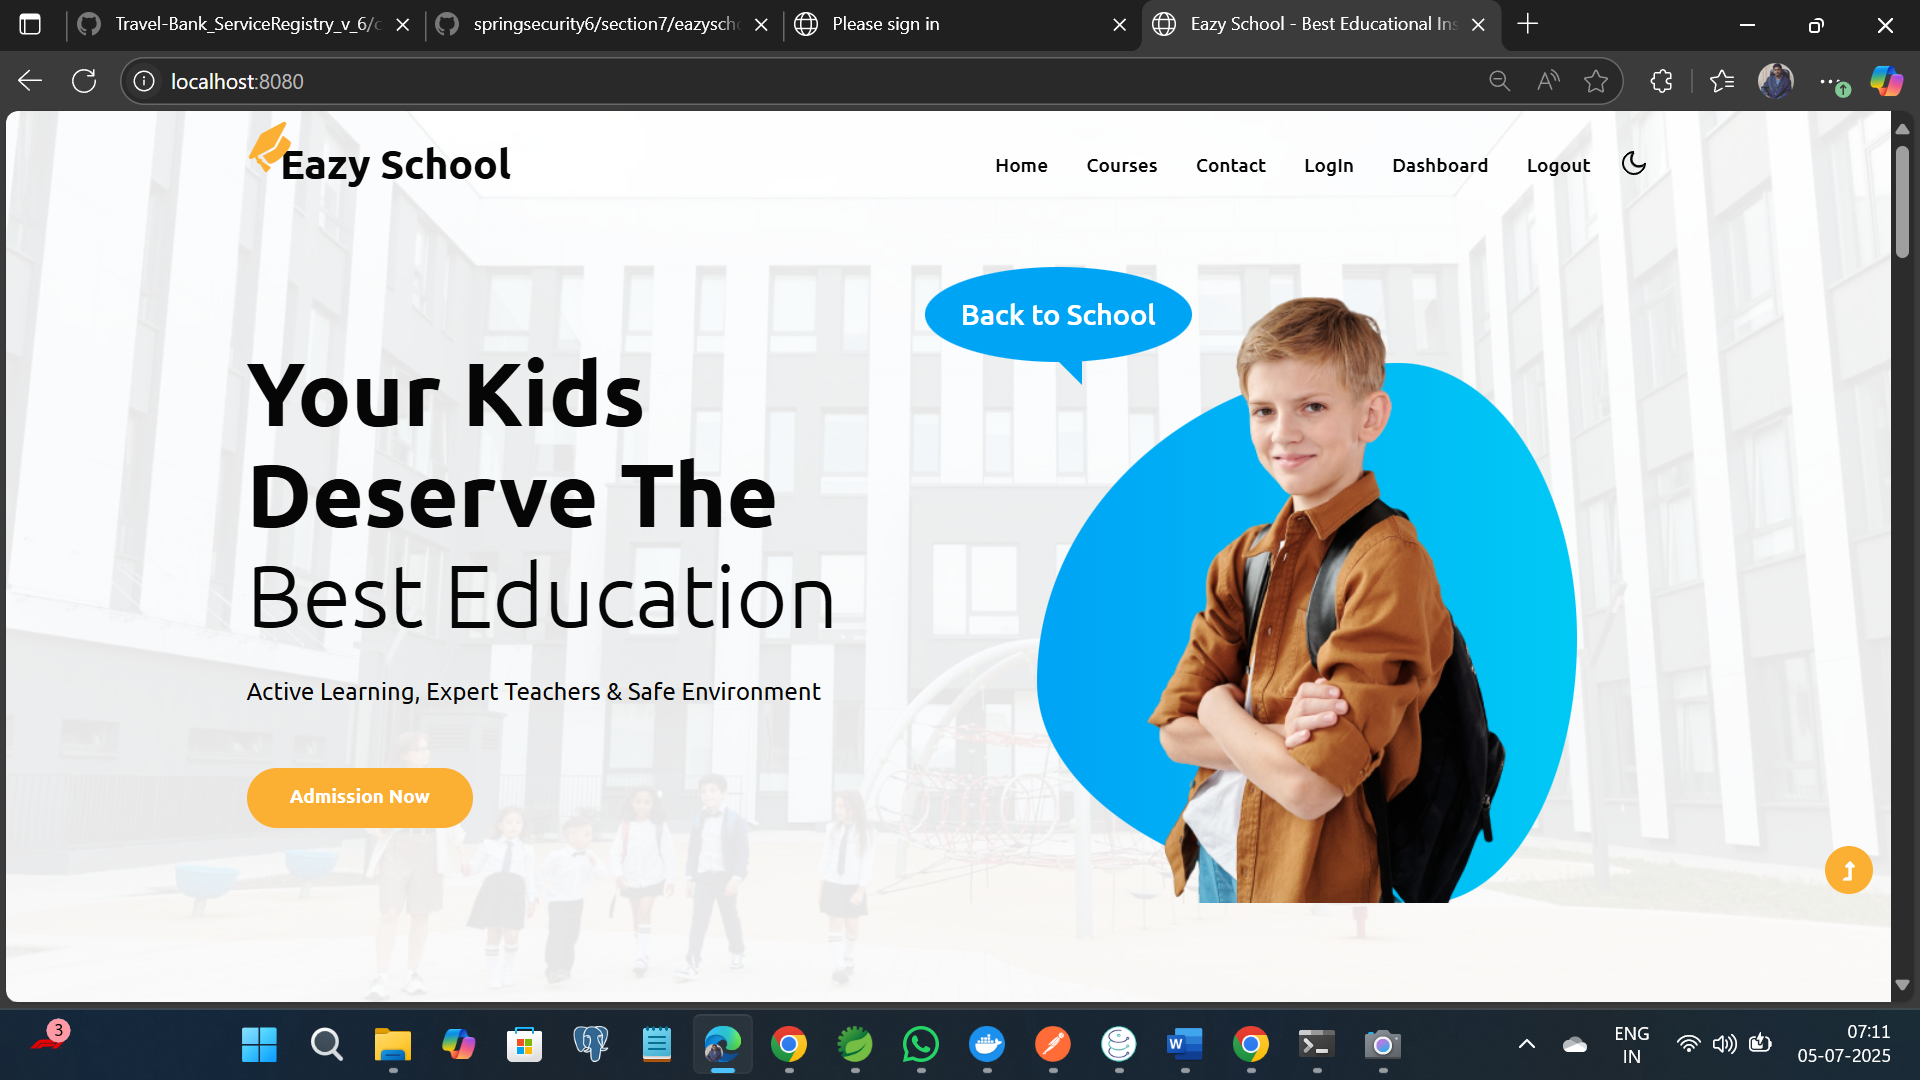 Travel-Bank_ServiceRegistry_v_6/c
springsecurity6/section7/eazyscho
Please sign in
Eazy School - Best Educational Ins
localhost:8080
Eazy School
Home
Courses
Contact
LogIn
Dashboard
Logout
Back to School
Your Kids
Deserve The
Best Education
Active Learning, Expert Teachers & Safe Environment
Admission Now
3
W
ENG
IN
07:11
05-07-2025